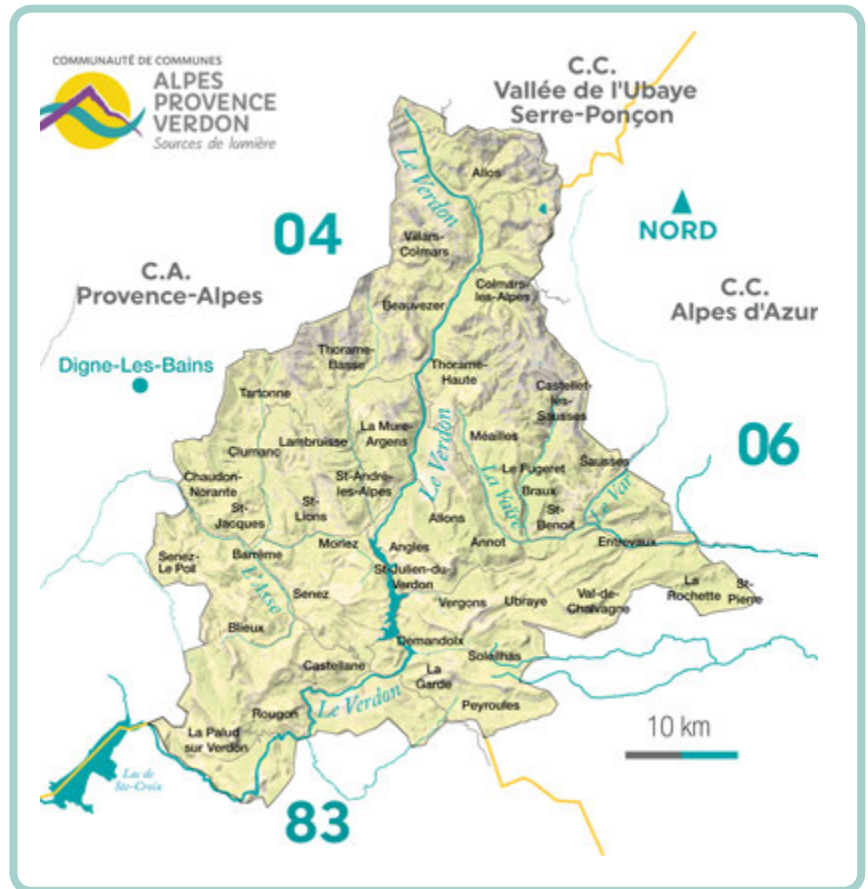 COMMUNAUTÉ DE COMMUNES
ALPES
PROVENCE
VERDON
Sources de lumière
C.C.
Vallée de l'Ubaye
Serre-Ponçon
Le Verdon
Allos
04
NORD
Villars-
Colmars
C.A.
Provence-Alpes
Colmars-
les-Alpes
C.C.
Alpes d'Azur
Beauvezer
Thorame-
Basse
Thorame-
Haute
Digne-Les-Bains
Tartonne
Castellet-
lès-
Sausses
La Mure-
Argens
Le Verdon
Méailles
06
Lambruisse
Clumanc
La Vaïre
Le Fugeret
Sausses
Chaudon-
Norante
St-André-
les-Alpes
Braux
Le Var
St-
Jacques
St-
Lions
Allons
St-
Benoit
Moriez
Angles
Annot
Entrevaux
Senez-
Le Poil
Barrême
St-Julien-du-
Verdon
L'Asse
Senez
Vergons
Ubraye
Val-de-
Chalvagne
La
Rochette
St-
Pierre
Blieux
Demandolx
Castellane
Soleilhas
La
Garde
Le Verdon
Peyroules
Rougon
La Palud
sur Verdon
10 km
Lac de
Ste-Croix
83